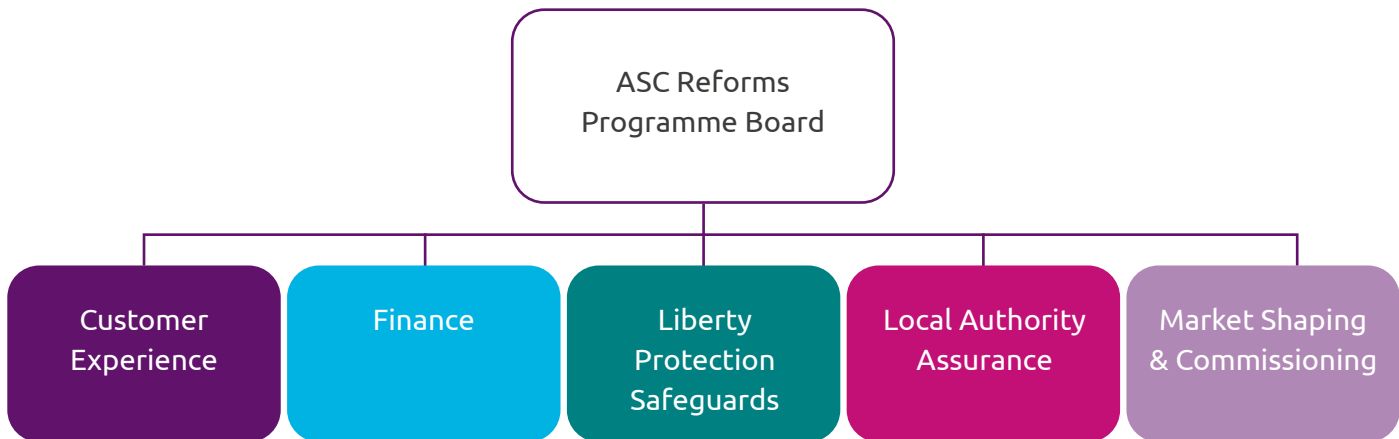 ASC Reforms
Programme Board
Customer
Experience
Finance
Liberty
Protection
Safeguards
Local Authority
Assurance
Market Shaping
& Commissioning